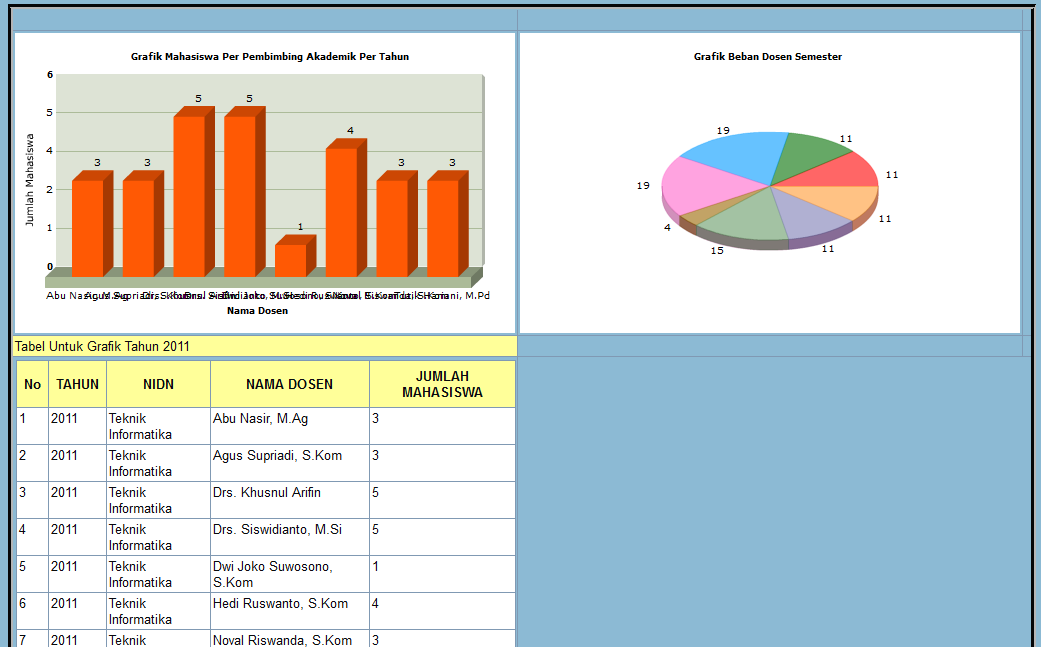 Grafik Mahasiswa Per Pembimbing Akademik Per Tahun
6
5
4
2
1
0
Jumlah Mahasiswa
3
3
5
5
1
4
3
3
Abu Nasir, M.Ag
Nama Dosen
Grafik Beban Dosen Semester
19
11
11
11
11
15
4
19
Tabel Untuk Grafik Tahun 2011
No TAHUN NIDN NAMA DOSEN JUMLAH
MAHASISWA
1 2011 Teknik Abu Nasir, M.Ag 3
Informatika
2 2011 Teknik Agus Supriadi, S.Kom 3
Informatika
3 2011 Teknik Drs. Khusnul Arifin 5
Informatika
4 2011 Teknik Drs. Siswidianto, M.Si 5
Informatika
5 2011 Teknik Dwi Joko Suwosono, 1
Informatika S.Kom
6 2011 Teknik Hedi Ruswanto, S.Kom 4
Informatika
7 2011 Teknik Noval Riswanda, S.Kom 3